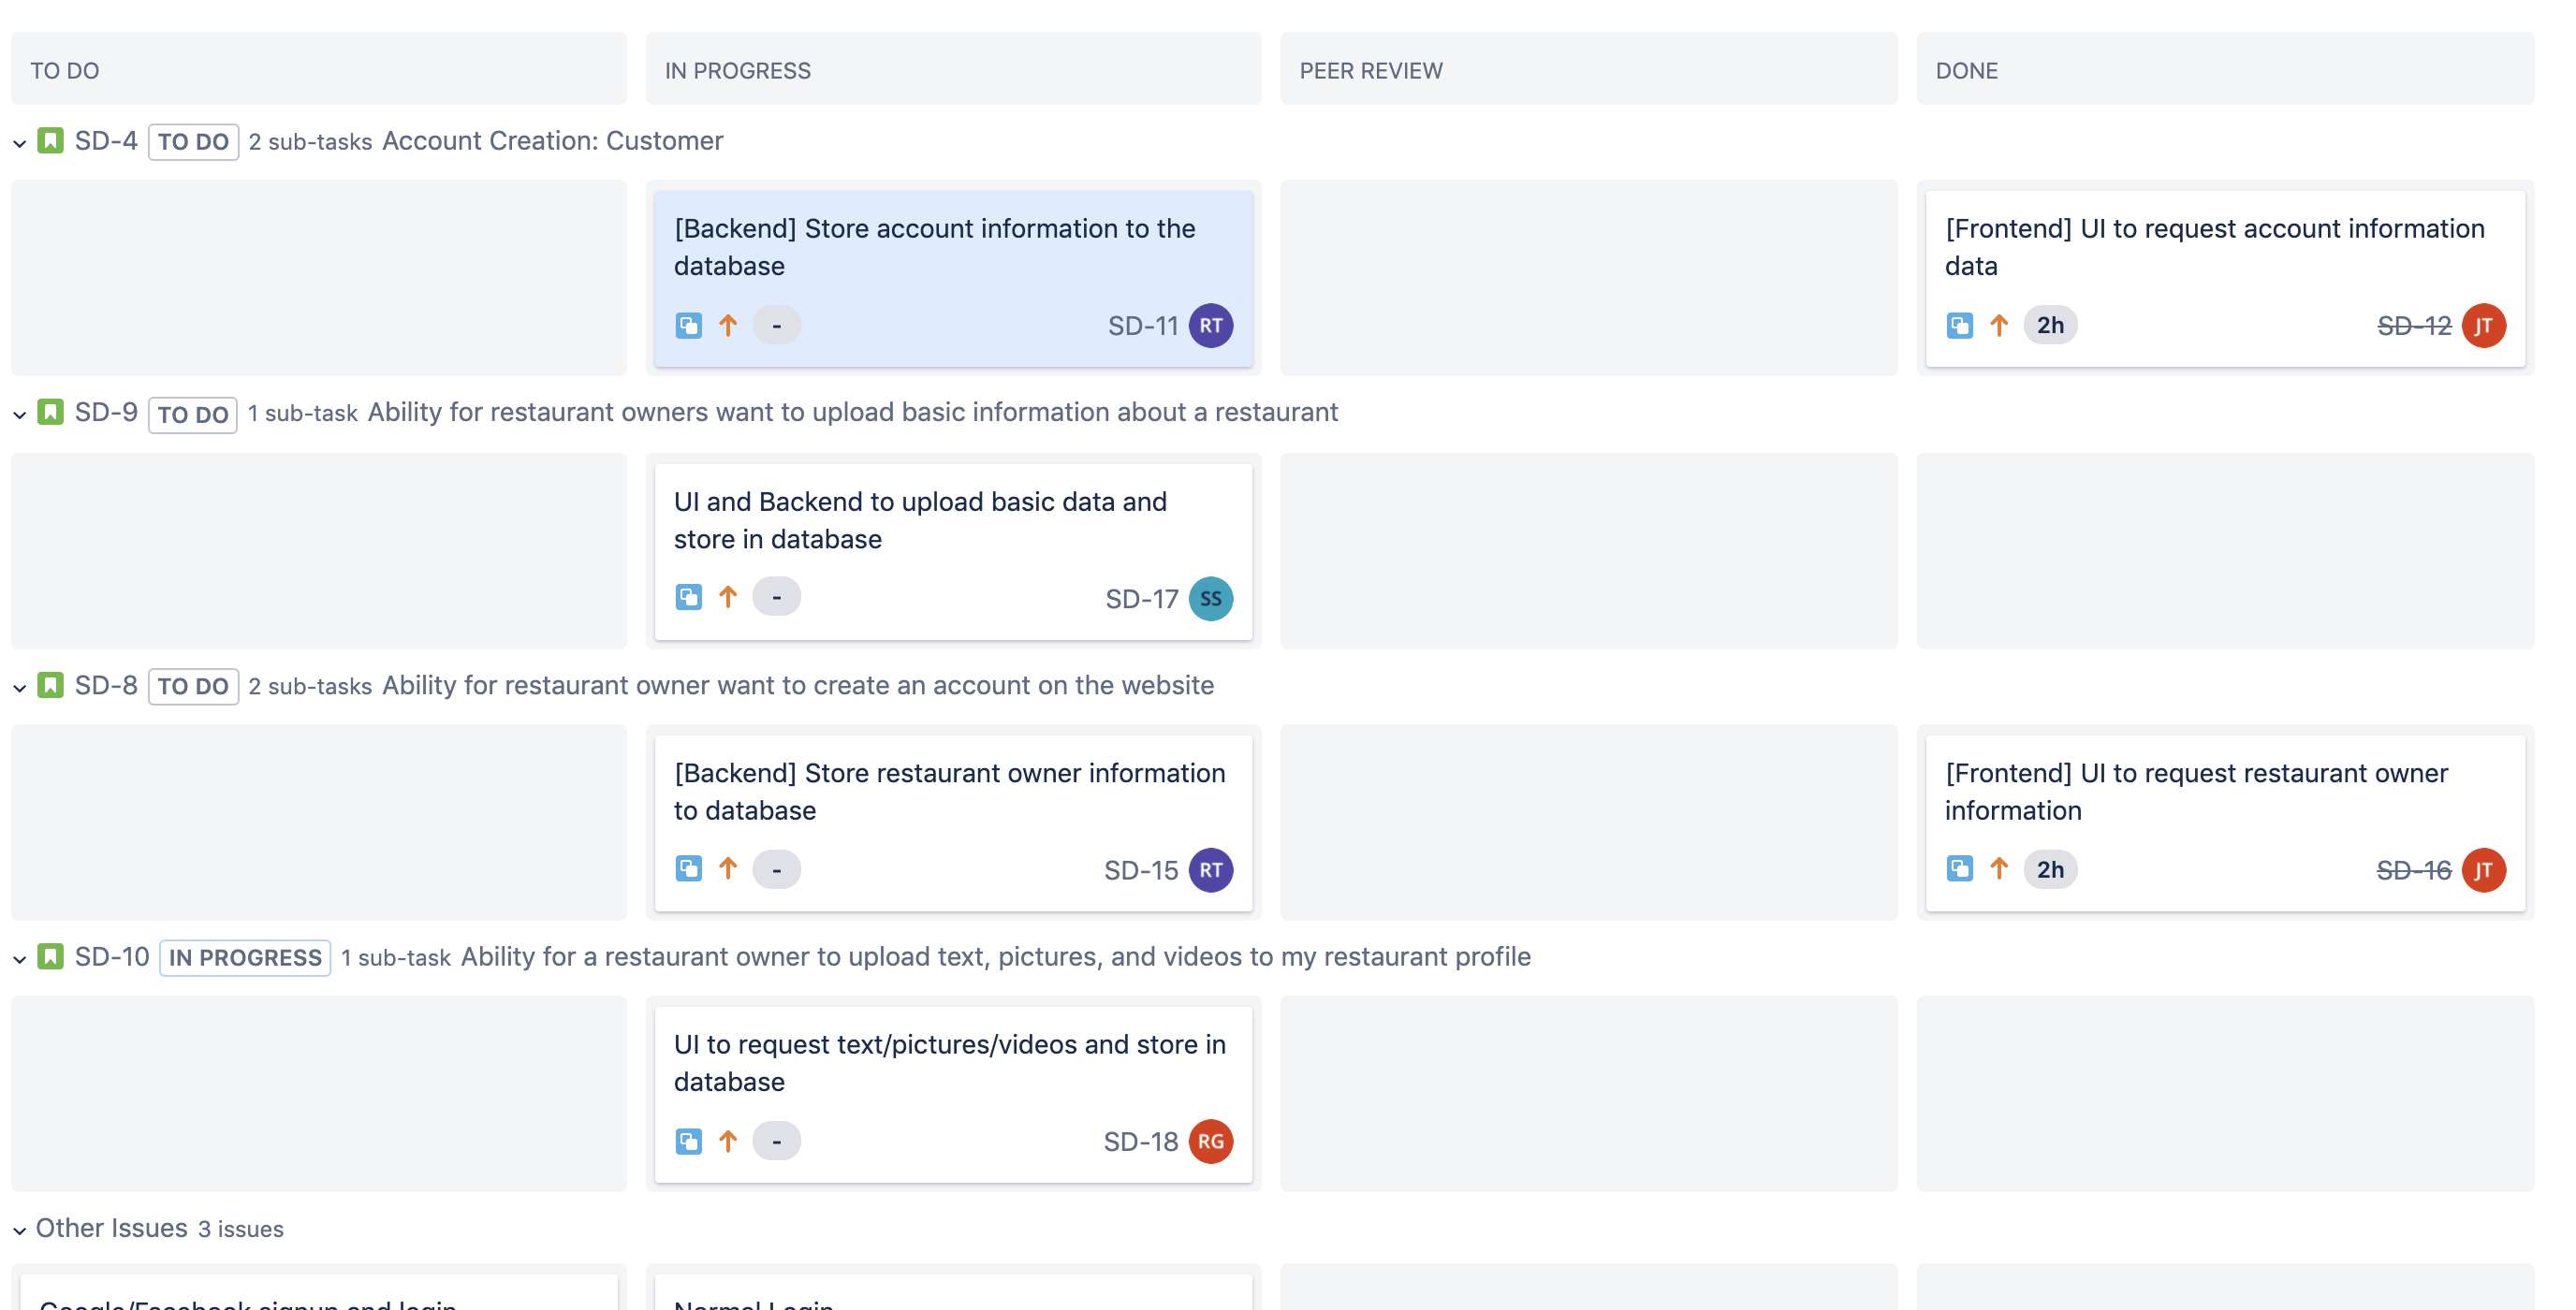 TO DO
IN PROGRESS
PEER REVIEW
DONE
SD-4 TO DO 2 sub-tasks Account Creation: Customer
[Backend] Store account information to the
database
- SD-11 RT
[Frontend] UI to request account information
data
2h SD-12 JT
SD-9 TO DO 1 sub-task Ability for restaurant owners want to upload basic information about a restaurant
UI and Backend to upload basic data and
store in database
- SD-17 SS
SD-8 TO DO 2 sub-tasks Ability for restaurant owner want to create an account on the website
[Backend] Store restaurant owner information
to database
- SD-15 RT
[Frontend] UI to request restaurant owner
information
2h SD-16 JT
SD-10 IN PROGRESS 1 sub-task Ability for a restaurant owner to upload text, pictures, and videos to my restaurant profile
UI to request text/pictures/videos and store in
database
- SD-18 RG
Other Issues 3 issues
Google/Facebook signup and login
Normal Login